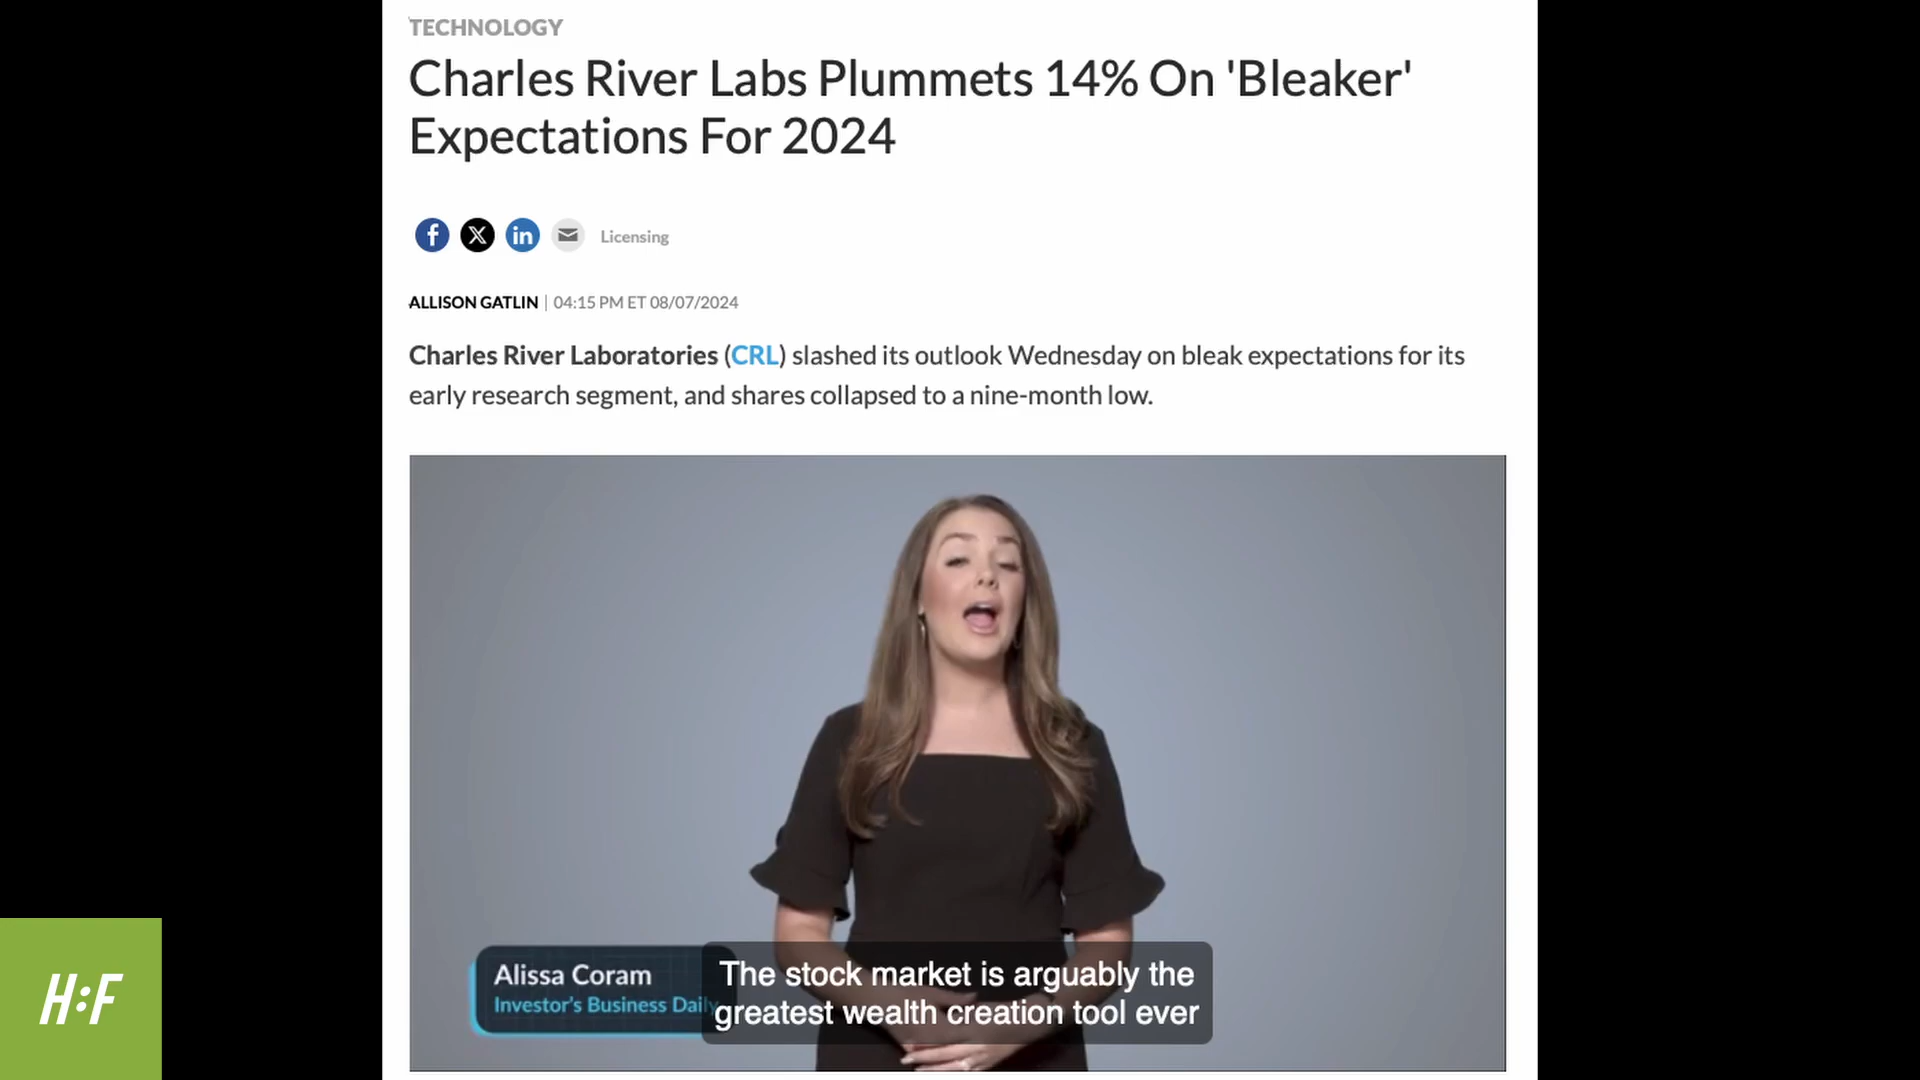 TECHNOLOGY
Charles River Labs Plummets 14% On 'Bleaker'
Expectations For 2024
Licensing
ALLISON GATLIN | 04:15 PM ET 08/07/2024
Charles River Laboratories (CRL) slashed its outlook Wednesday on bleak expectations for its
early research segment, and shares collapsed to a nine-month low.
Alissa Coram
Investor's Business Daily
The stock market is arguably the
greatest wealth creation tool ever
H:F